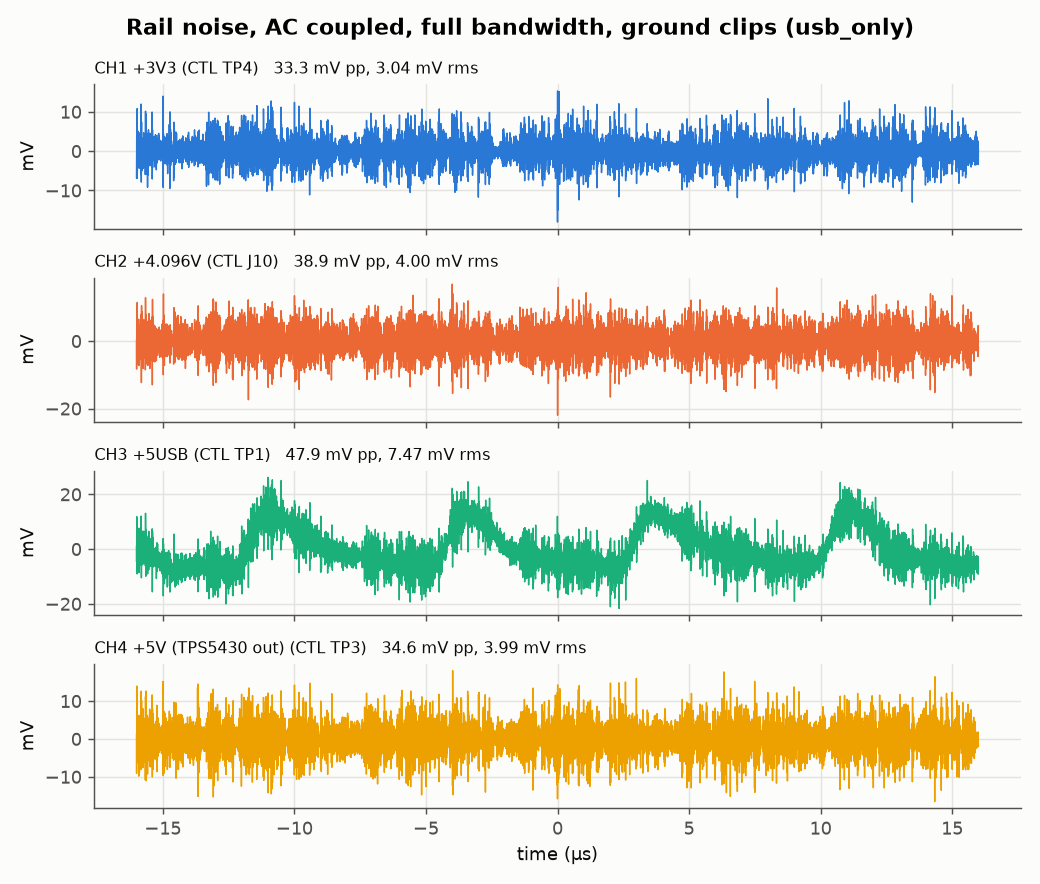 Rail noise, AC coupled, full bandwidth, ground clips (usb_only)
CH1 +3V3 (CTL TP4)   33.3 mV pp, 3.04 mV rms
10
0
−10
mV
CH2 +4.096V (CTL J10)   38.9 mV pp, 4.00 mV rms
0
−20
mV
CH3 +5USB (CTL TP1)   47.9 mV pp, 7.47 mV rms
20
0
−20
mV
CH4 +5V (TPS5430 out) (CTL TP3)   34.6 mV pp, 3.99 mV rms
10
0
−10
mV
−15 −10 −5 0 5 10 15
time (µs)